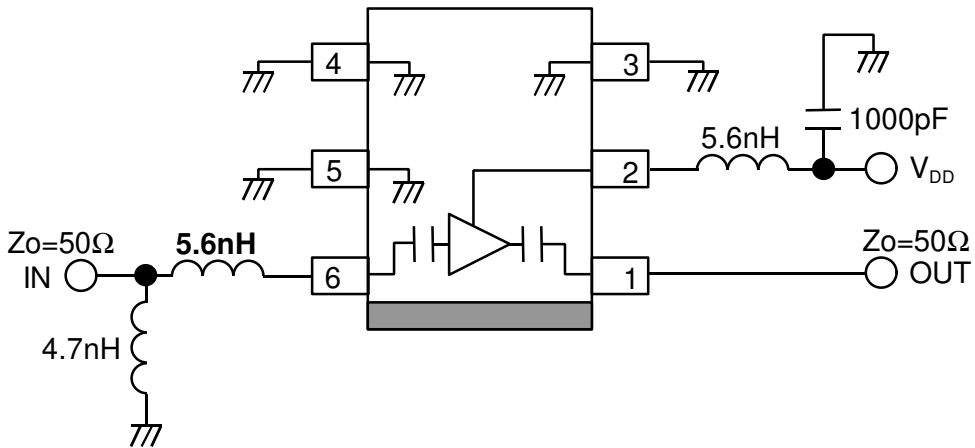 4
3
1000pF
5.6nH
5
2
V_DD
Zo=50Ω
5.6nH
Zo=50Ω
IN
6
1
OUT
4.7nH